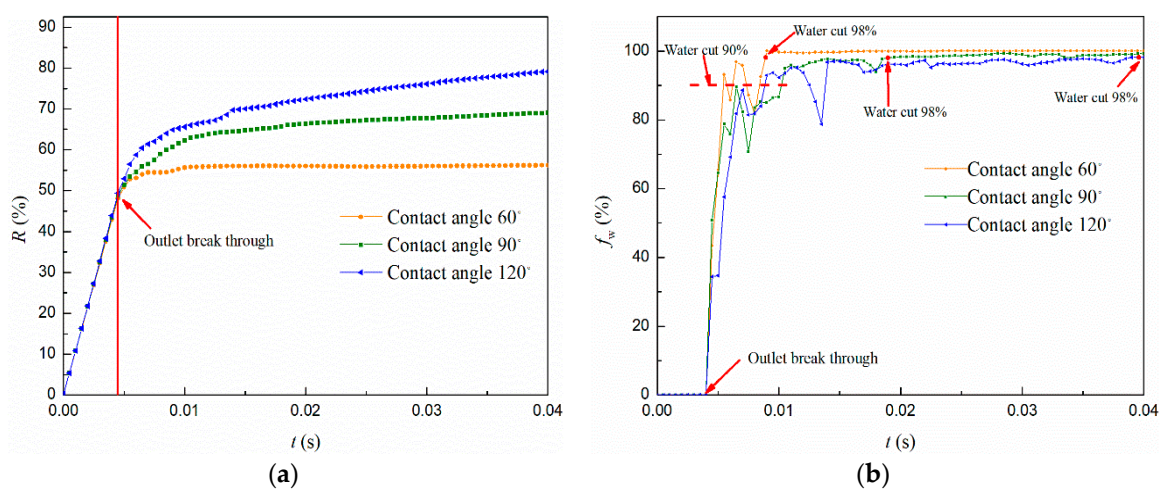 90
80
70
60
50
40
30
20
10
0
R (%)
Contact angle 60°
Contact angle 90°
Contact angle 120°
Outlet break through
0.00 0.01 0.02 0.03 0.04
t (s)
(a)
120
100
80
60
40
20
0
fw (%)
Water cut 98%
Water cut 90%
Water cut 98%
Water cut 98%
Contact angle 60°
Contact angle 90°
Contact angle 120°
Outlet break through
0.00 0.01 0.02 0.03 0.04
t (s)
(b)